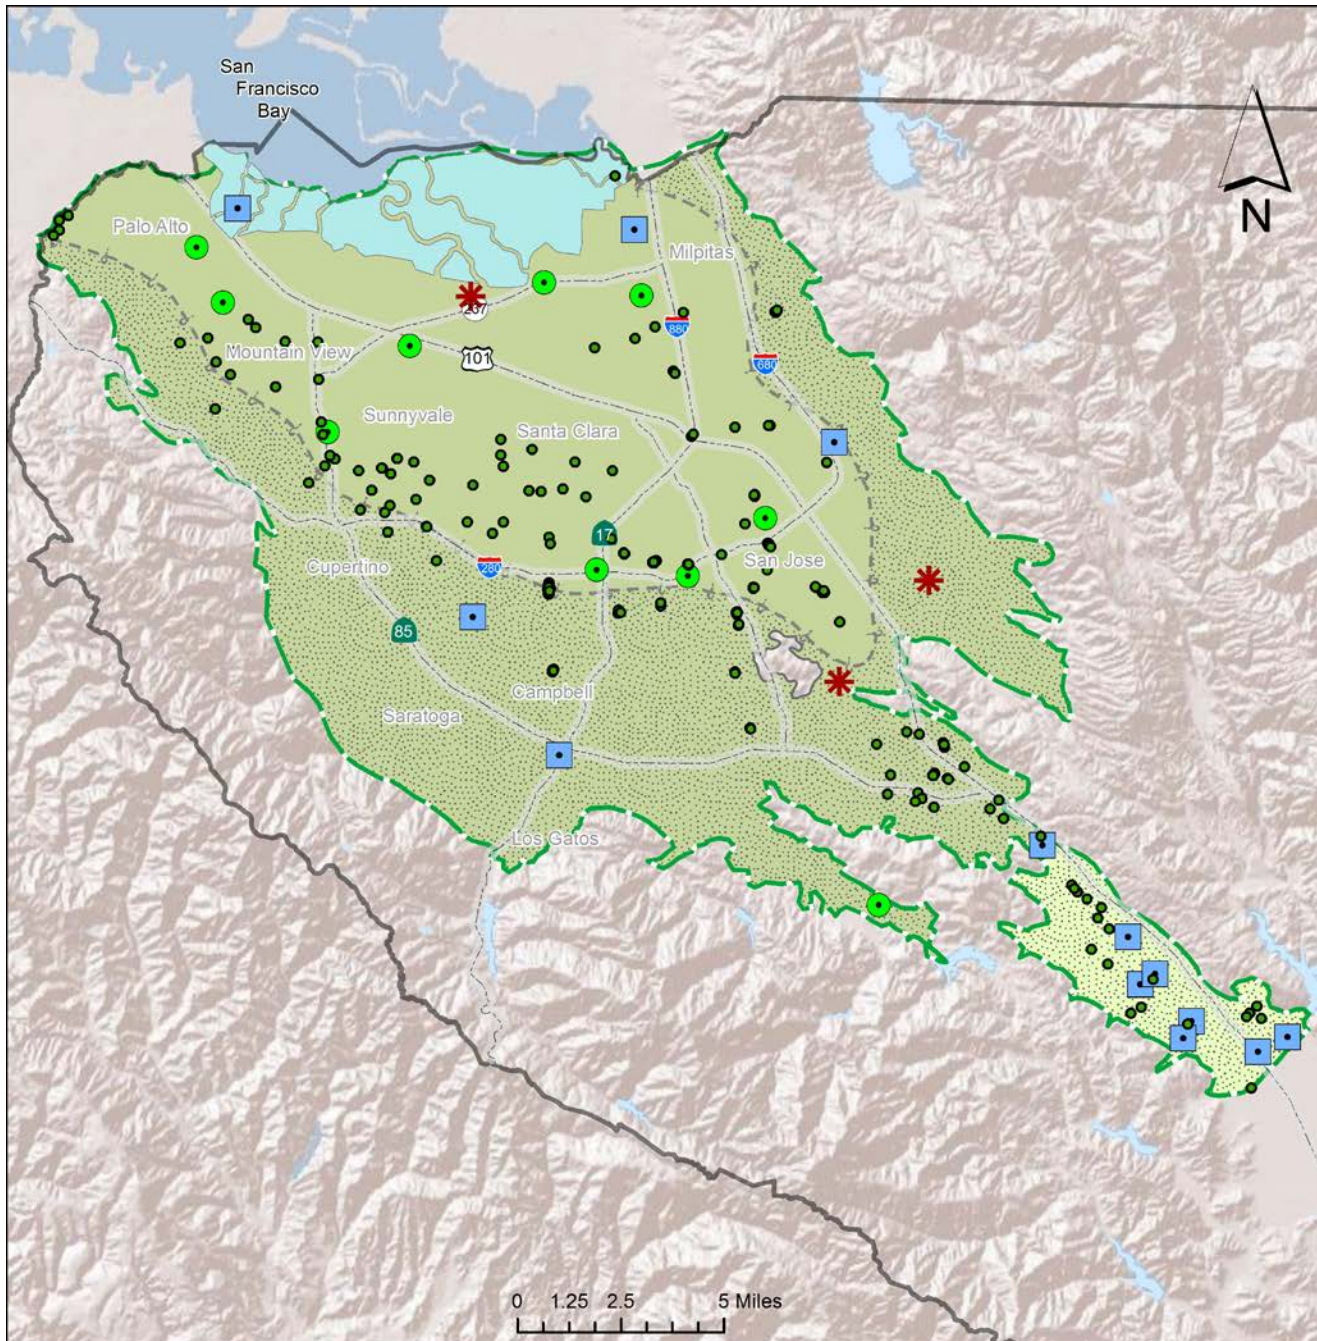 San
Francisco
Bay
N
Palo Alto
Milpitas
237
880
Mountain View
101
680
Sunnyvale
Santa Clara
17
San Jose
Cupertino
280
85
Campbell
Saratoga
Los Gatos
0 1.25 2.5 5 Miles